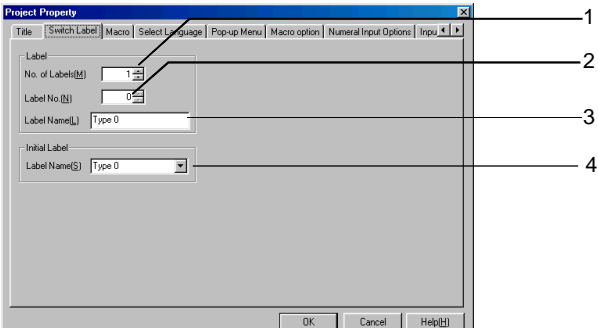 Project Property
Title Switch Label Macro Select Language Pop-up Menu Macro option Numeral Input Options Inpu
Label
No. of Labels(M) 1
Label No.(N) 0
Label Name(L) Type 0
Initial Label
Label Name(S) Type 0
OK Cancel Help(H)
1
2
3
4